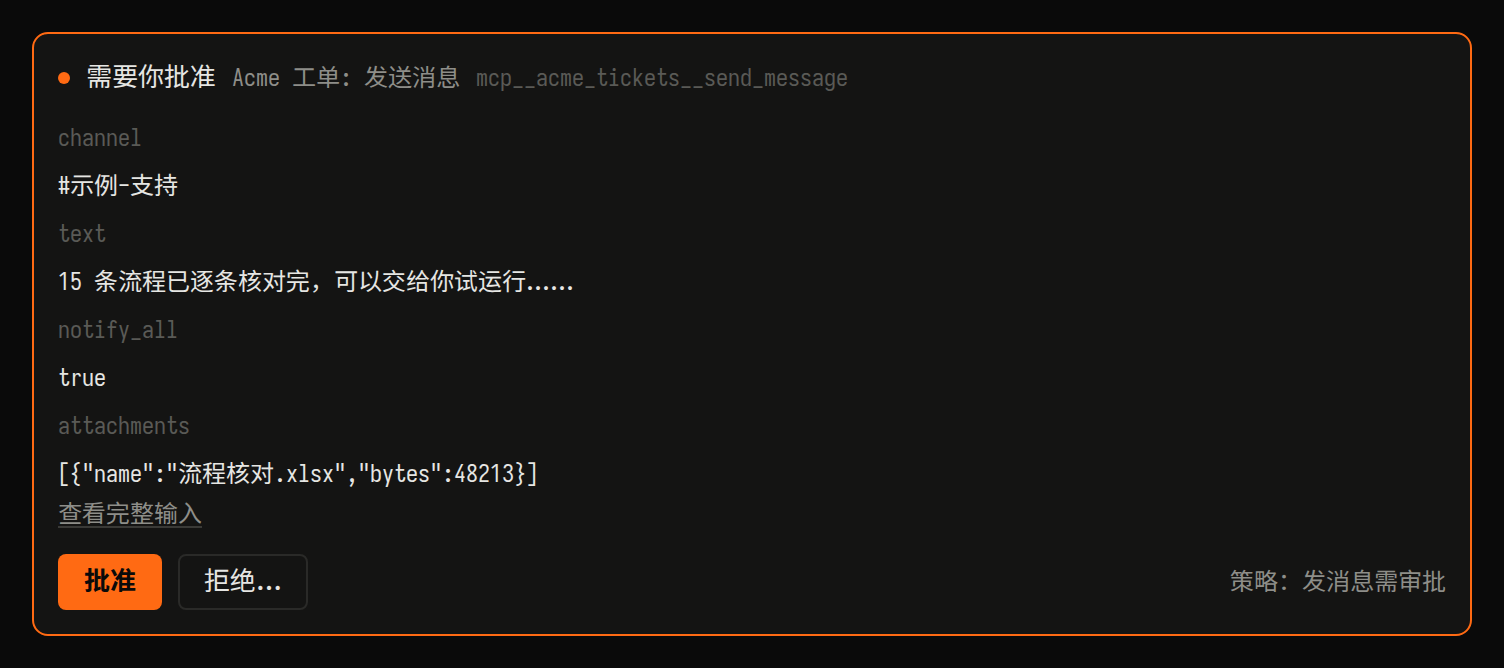 需要你批准 Acme 工单：发送消息 mcp__acme_tickets__send_message
channel
#示例-支持
text
15 条流程已逐条核对完，可以交给你试运行......
notify_all
true
attachments
[{"name":"流程核对.xlsx","bytes":48213}]
查看完整输入
批准 拒绝... 策略：发消息需审批